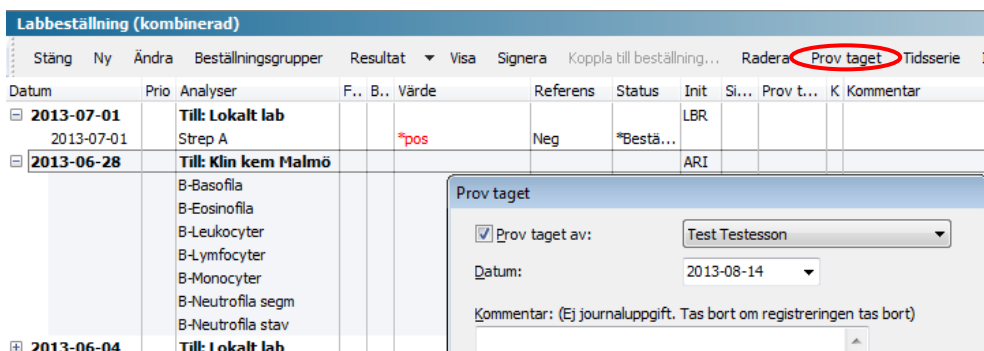 Labbeställning (kombinerad)
Stäng Ny Ändra Beställningsgrupper Resultat Visa Signera Koppla till beställning... Radera Prov taget Tidsserie
Datum Prio Analyser F... B... Värde Referens Status Init Si... Prov t... K Kommentar
2013-07-01 Till: Lokalt lab LBR
2013-07-01 Strep A *pos Neg *Bestä...
2013-06-28 Till: Klin kem Malmö ARI
B-Basofila
B-Eosinofila
B-Leukocyter
B-Lymfocyter
B-Monocyter
B-Neutrofila segm
B-Neutrofila stav
2013-06-04 Till: Lokalt lab
Prov taget
Prov taget av: Test Testesson
Datum: 2013-08-14
Kommentar: (Ej journaluppgift. Tas bort om registreringen tas bort)